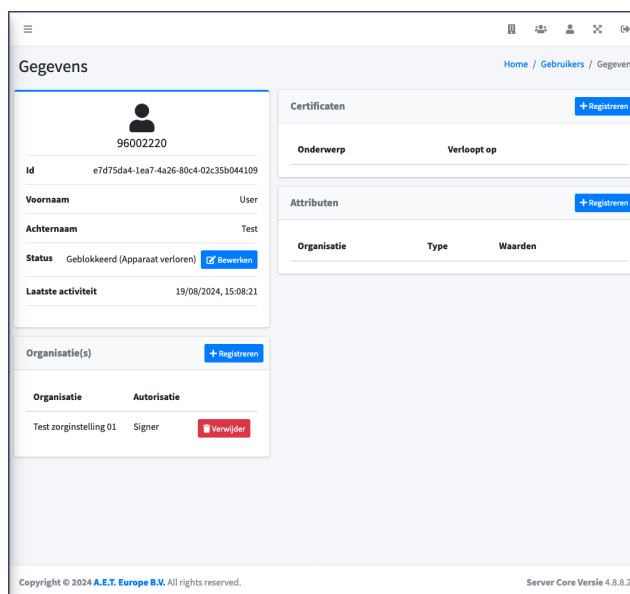 Gegevens
Home / Gebruikers / Gegeven
96002220
Id e7d75da4-1ea7-4a26-80c4-02c35b044109
Voornaam User
Achternaam Test
Status Geblokkeerd (Apparaat verloren) Bewerken
Laatste activiteit 19/08/2024, 15:08:21
Organisatie(s) + Registreren
Organisatie Autorisatie
Test zorginstelling 01 Signer Verwijder
Certificaten + Registreren
Onderwerp Verloopt op
Attributen + Registreren
Organisatie Type Waarden
Copyright © 2024 A.E.T. Europe B.V. All rights reserved.
Server Core Versie 4.8.8.2